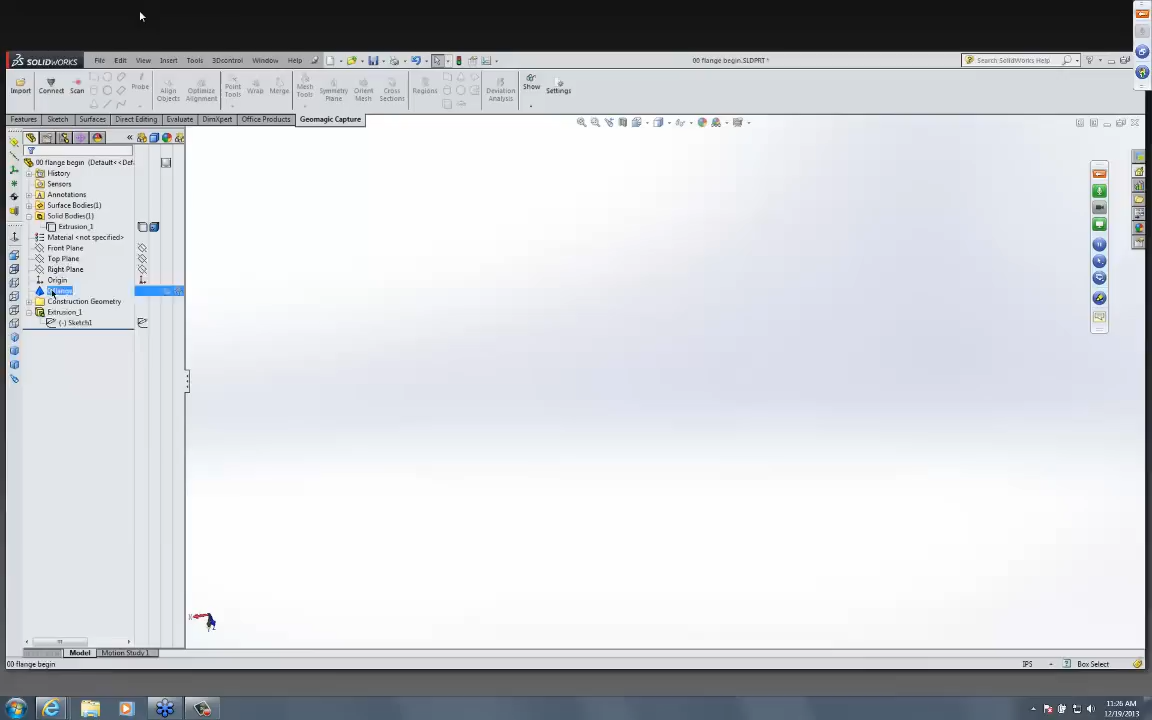 SOLIDWORKS File Edit View Insert Tools 3Dcontrol Window Help 00 flange begin.SLDPRT * Search SolidWorks Help
Import Connect Scan Probe Align Objects Optimise Alignment Point Tools Wrap Merge Mesh Tools Symmetry Plane Orient Mesh Cross Sections Regions Deviation Analysis Show Settings
Features Sketch Surfaces Direct Editing Evaluate DimXpert Office Products Geomagic Capture
00 flange begin (Default<<Def
History
Sensors
Annotations
Surface Bodies(1)
Solid Bodies(1)
Extrusion_1
Material <not specified>
Front Plane
Top Plane
Right Plane
Origin
Construction Geometry
Extrusion_1
(-) Sketch1
Model Motion Study 1
00 flange begin IPS Box Select
11:26 AM
12/19/2013